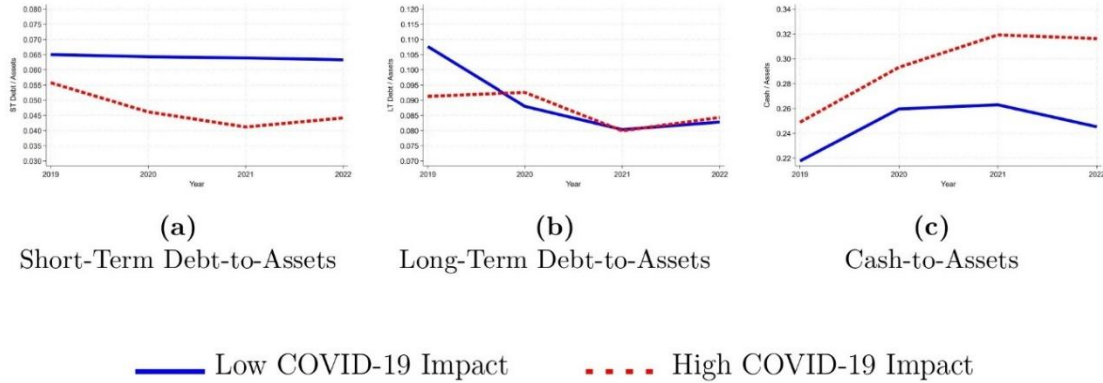 0.080
0.075
0.070
0.065
0.060
0.055
0.050
0.045
0.040
0.035
0.030
ST Debt / Assets
2019 2020 2021 2022
Year
0.120
0.115
0.110
0.105
0.100
0.095
0.090
0.085
0.080
0.075
0.070
LT Debt / Assets
2019 2020 2021 2022
Year
0.34
0.32
0.30
0.28
0.26
0.24
0.22
Cash / Assets
2019 2020 2021 2022
Year
(a)
Short-Term Debt-to-Assets
(b)
Long-Term Debt-to-Assets
(c)
Cash-to-Assets
Low COVID-19 Impact
High COVID-19 Impact